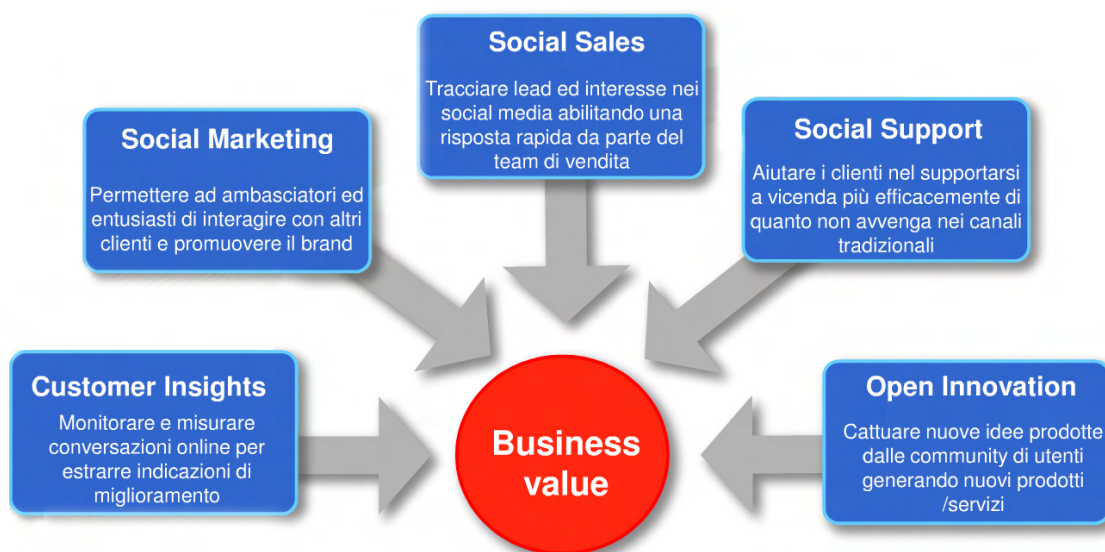 Social Sales
Tracciare lead ed interesse nei
social media abilitando una
risposta rapida da parte del
team di vendita
Social Marketing
Permettere ad ambasciatori ed
entusiasti di interagire con altri
clienti e promuovere il brand
Social Support
Aiutare i clienti nel supportarsi
a vicenda più efficacemente di
quanto non avvenga nei canali
tradizionali
Customer Insights
Monitorare e misurare
conversazioni online per
estrarre indicazioni di
miglioramento
Business
value
Open Innovation
Cattuare nuove idee prodotte
dalle community di utenti
generando nuovi prodotti
/servizi